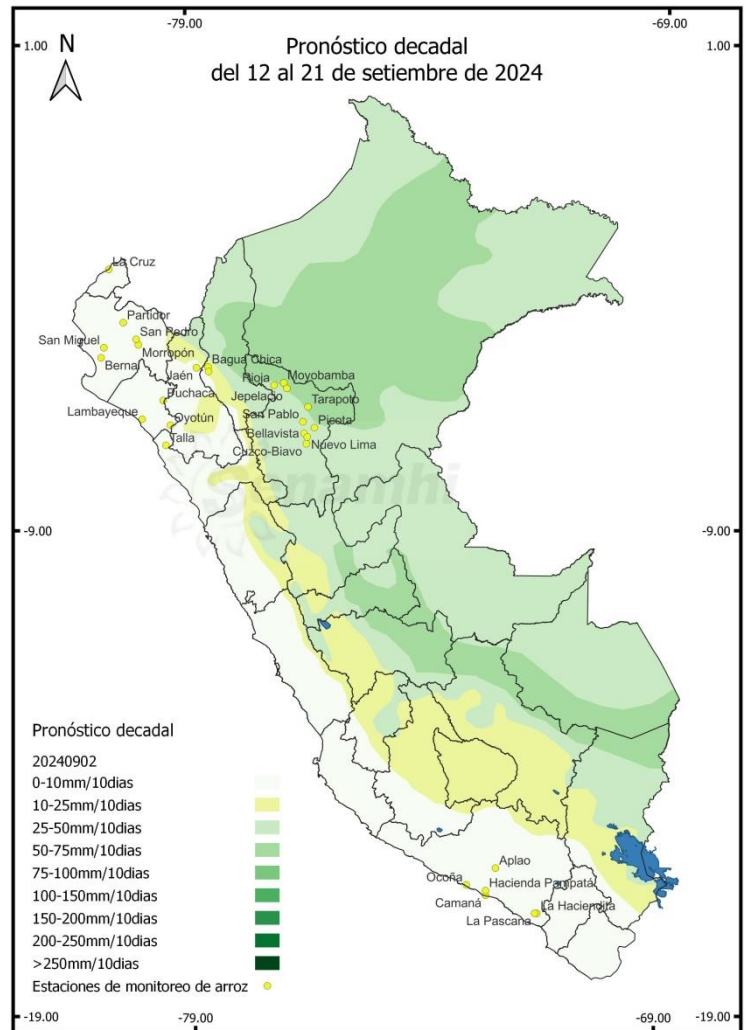 -79.00
-69.00
1.00
1.00
N
Pronóstico decadal
del 12 al 21 de setiembre de 2024
La Cruz
Partidor
San Pedro
San Miguel
Morropón
Bernal
Bagua Chica
Jaén
Rioja
Moyobamba
Puchaca
Jepelacio
Tarapoto
Lambayeque
Oyotún
San Pablo
Picota
Talla
Bellavista
Nuevo Lima
Cuzco-Biavo
Senamhi
-9.00
-9.00
Pronóstico decadal
20240902
0-10mm/10dias
10-25mm/10dias
25-50mm/10dias
50-75mm/10dias
75-100mm/10dias
100-150mm/10dias
150-200mm/10dias
200-250mm/10dias
>250mm/10dias
Estaciones de monitoreo de arroz
Aplao
Ocoña
Hacienda Pampatá
Camaná
La Haciendita
La Pascana
-19.00
-19.00
-79.00
-69.00